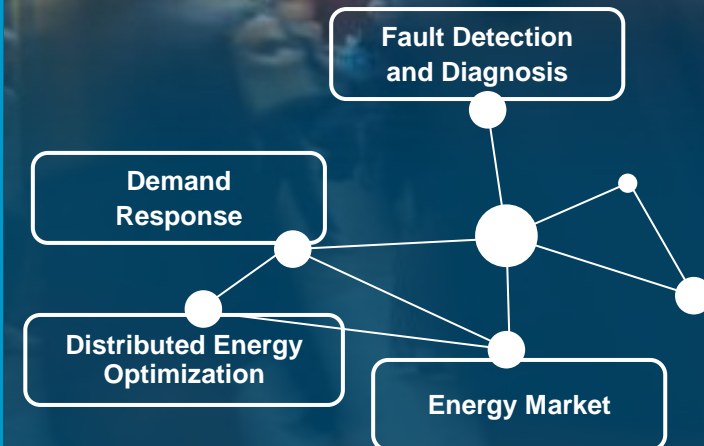 Fault Detection
and Diagnosis
Demand
Response
Distributed Energy
Optimization
Energy Market